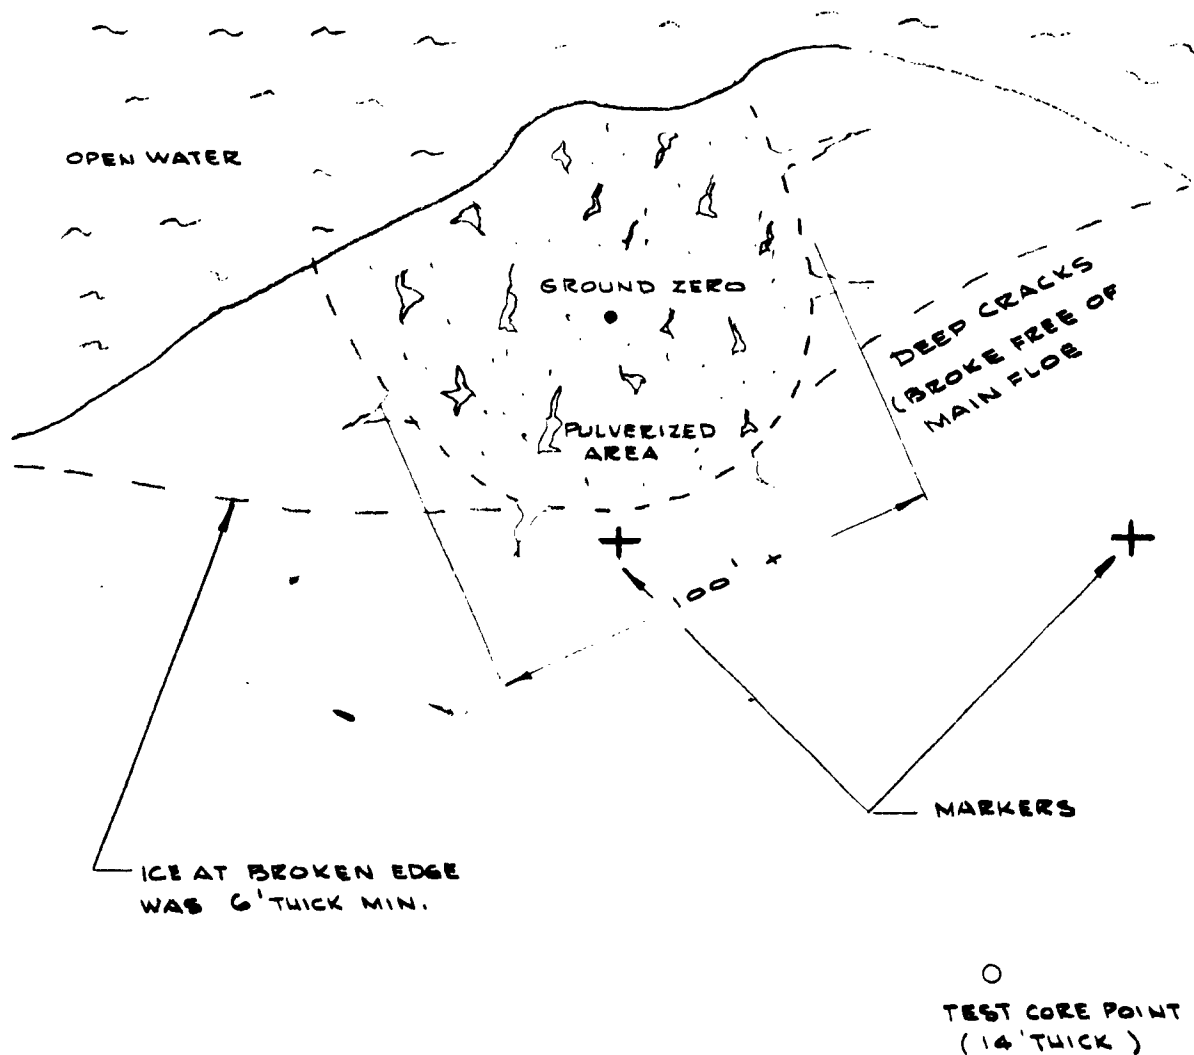 OPEN WATER
GROUND ZERO
DEEP CRACKS
(BROKE FREE OF
MAIN FLOE
PULVERIZED
AREA
100' +
MARKERS
ICE AT BROKEN EDGE
WAS 6' THICK MIN.
TEST CORE POINT
(14' THICK)